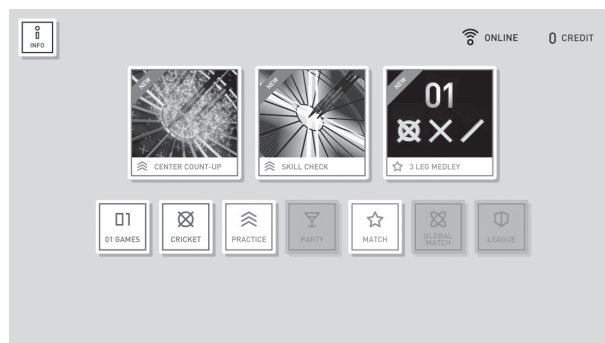 INFO
ONLINE
0 CREDIT
NEW
NEW
NEW
01
CENTER COUNT-UP
SKILL CHECK
3 LEG MEDLEY
01
01 GAMES
CRICKET
PRACTICE
PARTY
MATCH
GLOBAL
MATCH
LEAGUE